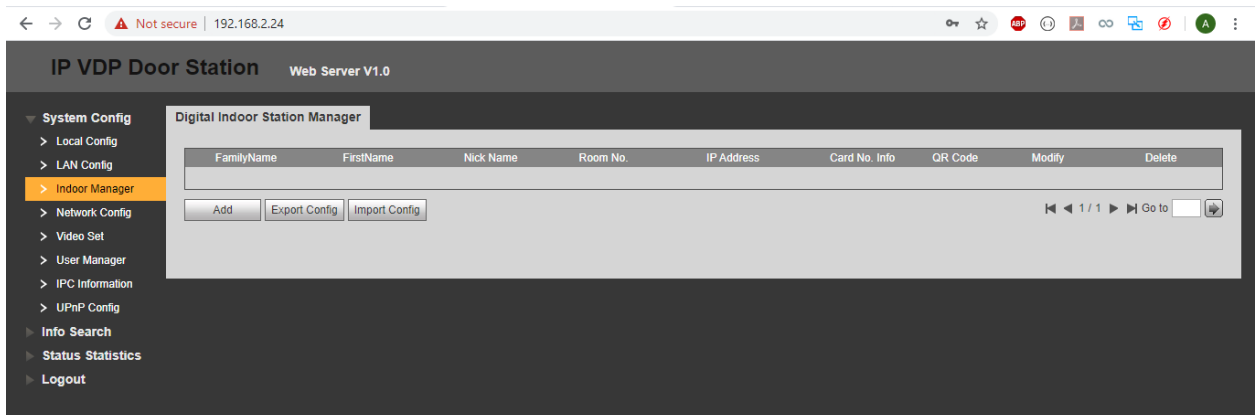 Not secure | 192.168.2.24
ABP
A
IP VDP Door Station Web Server V1.0
System Config
Local Config
LAN Config
Indoor Manager
Network Config
Video Set
User Manager
IPC Information
UPnP Config
Info Search
Status Statistics
Logout
Digital Indoor Station Manager
FamilyName FirstName Nick Name Room No. IP Address Card No. Info QR Code Modify Delete
Add Export Config Import Config
1 / 1 Go to